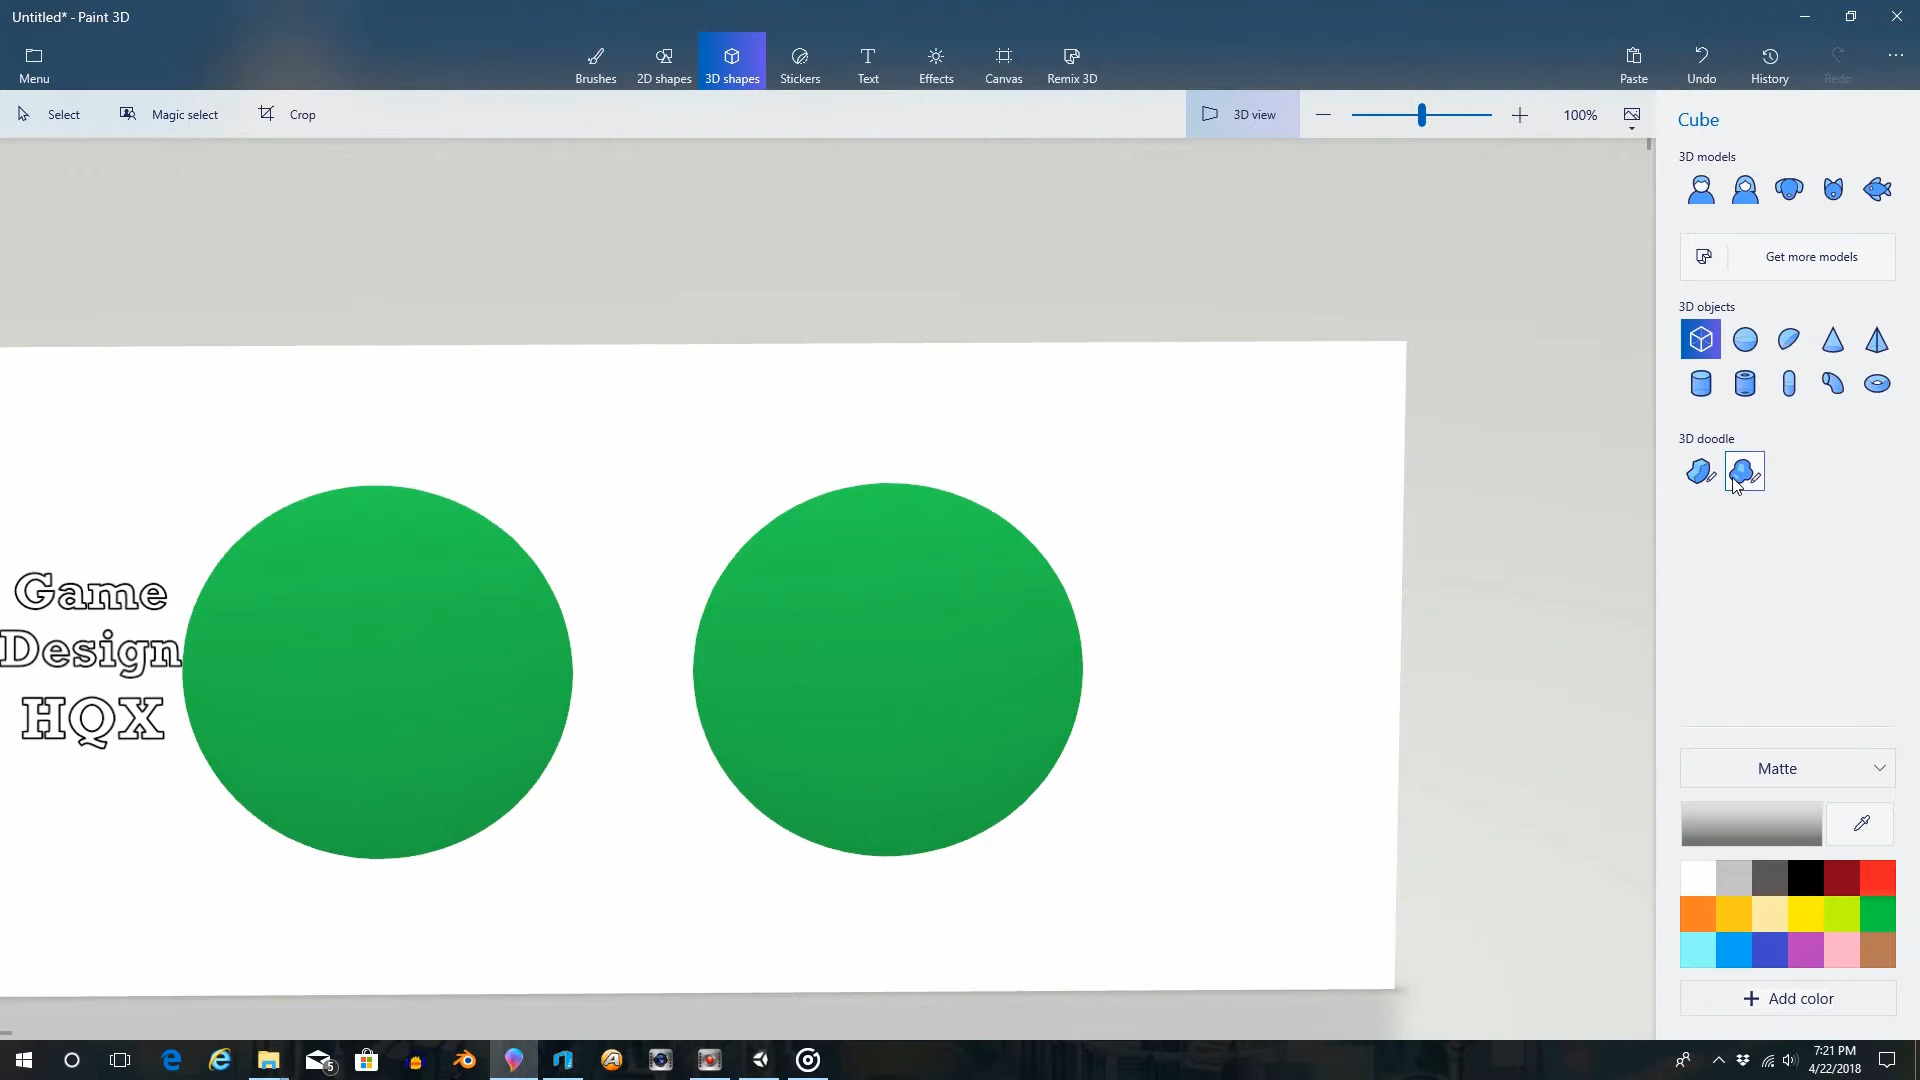 Untitled* - Paint 3D
Menu
Brushes
2D shapes
3D shapes
Stickers
Text
Effects
Canvas
Remix 3D
Paste
Undo
History
Redo
Select
Magic select
Crop
3D view
100%
Cube
3D models
Get more models
3D objects
3D doodle
Game
Design
HQX
Matte
Add color
5
7:21 PM
4/22/2018